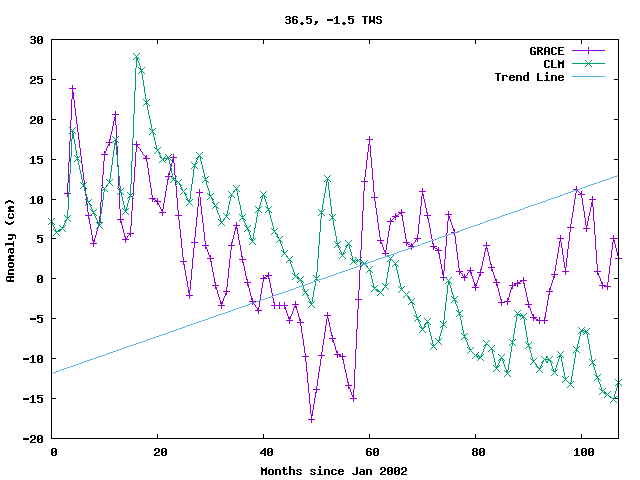 36.5, -1.5 TWS
GRACE
CLM
Trend Line
30
25
20
15
10
5
0
-5
-10
-15
-20
Anomaly (cm)
0 20 40 60 80 100
Months since Jan 2002